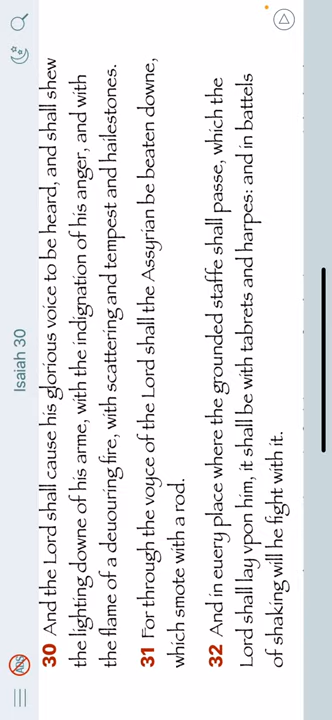 Isaiah 30
30 And the Lord shall cause his glorious voice to be heard, and shall shew
the lighting downe of his arme, with the indignation of his anger, and with
the flame of a deuouring fire, with scattering and tempest and hailestones.
31 For through the voyce of the Lord shall the Assyrian be beaten downe,
which smote with a rod.
32 And in euery place where the grounded staffe shall passe, which the
Lord shall lay vpon him, it shall be with tabrets and harpes: and in battels
of shaking will he fight with it.